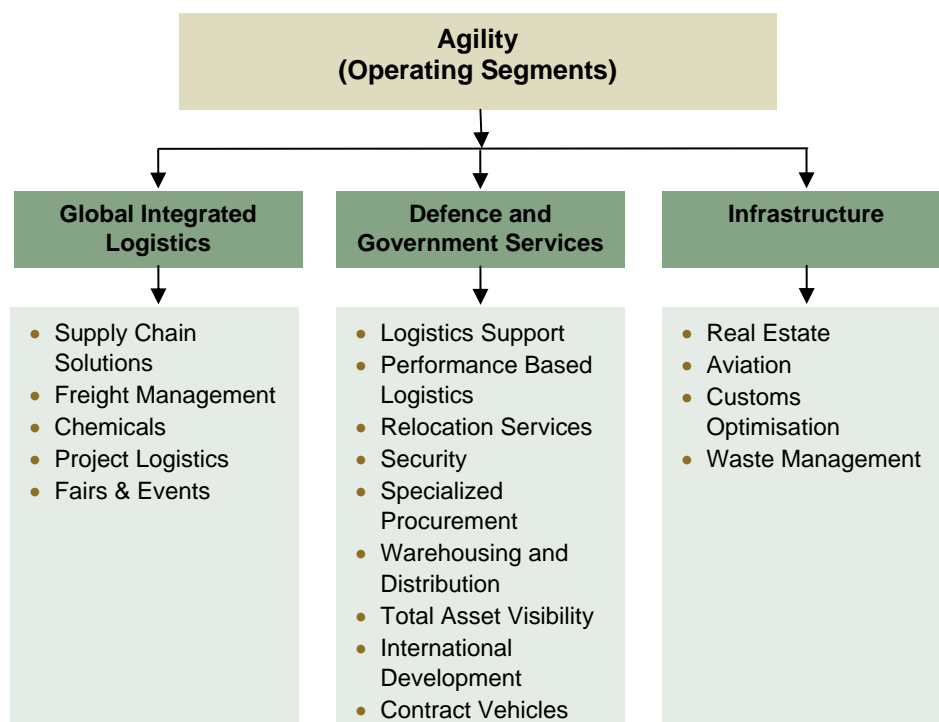 Agility
(Operating Segments)
Global Integrated
Logistics
Defence and
Government Services
Infrastructure
• Supply Chain
Solutions
• Freight Management
• Chemicals
• Project Logistics
• Fairs & Events
• Logistics Support
• Performance Based
Logistics
• Relocation Services
• Security
• Specialized
Procurement
• Warehousing and
Distribution
• Total Asset Visibility
• International
Development
• Contract Vehicles
• Real Estate
• Aviation
• Customs
Optimisation
• Waste Management